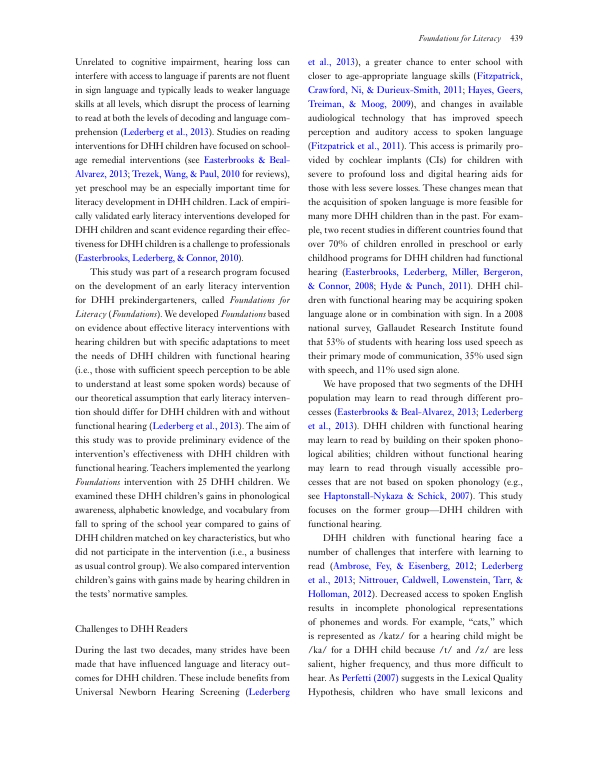 Foundations for Literacy 439
Unrelated to cognitive impairment, hearing loss can
interfere with access to language if parents are not fluent
in sign language and typically leads to weaker language
skills at all levels, which disrupt the process of learning
to read at both the levels of decoding and language com-
prehension (Lederberg et al., 2013). Studies on reading
interventions for DHH children have focused on school-
age remedial interventions (see Easterbrooks & Beal-
Alvarez, 2013; Trezek, Wang, & Paul, 2010 for reviews),
yet preschool may be an especially important time for
literacy development in DHH children. Lack of empiri-
cally validated early literacy interventions developed for
DHH children and scant evidence regarding their effec-
tiveness for DHH children is a challenge to professionals
(Easterbrooks, Lederberg, & Connor, 2010).
This study was part of a research program focused
on the development of an early literacy intervention
for DHH prekindergarteners, called Foundations for
Literacy (Foundations). We developed Foundations based
on evidence about effective literacy interventions with
hearing children but with specific adaptations to meet
the needs of DHH children with functional hearing
(i.e., those with sufficient speech perception to be able
to understand at least some spoken words) because of
our theoretical assumption that early literacy interven-
tion should differ for DHH children with and without
functional hearing (Lederberg et al., 2013). The aim of
this study was to provide preliminary evidence of the
intervention's effectiveness with DHH children with
functional hearing. Teachers implemented the yearlong
Foundations intervention with 25 DHH children. We
examined these DHH children's gains in phonological
awareness, alphabetic knowledge, and vocabulary from
fall to spring of the school year compared to gains of
DHH children matched on key characteristics, but who
did not participate in the intervention (i.e., a business
as usual control group). We also compared intervention
children's gains with gains made by hearing children in
the tests' normative samples.
Challenges to DHH Readers
During the last two decades, many strides have been
made that have influenced language and literacy out-
comes for DHH children. These include benefits from
Universal Newborn Hearing Screening (Lederberg
et al., 2013), a greater chance to enter school with
closer to age-appropriate language skills (Fitzpatrick,
Crawford, Ni, & Durieux-Smith, 2011; Hayes, Geers,
Treiman, & Moog, 2009), and changes in available
audiological technology that has improved speech
perception and auditory access to spoken language
(Fitzpatrick et al., 2011). This access is primarily pro-
vided by cochlear implants (CIs) for children with
severe to profound loss and digital hearing aids for
those with less severe losses. These changes mean that
the acquisition of spoken language is more feasible for
many more DHH children than in the past. For exam-
ple, two recent studies in different countries found that
over 70% of children enrolled in preschool or early
childhood programs for DHH children had functional
hearing (Easterbrooks, Lederberg, Miller, Bergeron,
& Connor, 2008; Hyde & Punch, 2011). DHH chil-
dren with functional hearing may be acquiring spoken
language alone or in combination with sign. In a 2008
national survey, Gallaudet Research Institute found
that 53% of students with hearing loss used speech as
their primary mode of communication, 35% used sign
with speech, and 11% used sign alone.
We have proposed that two segments of the DHH
population may learn to read through different pro-
cesses (Easterbrooks & Beal-Alvarez, 2013; Lederberg
et al., 2013). DHH children with functional hearing
may learn to read by building on their spoken phono-
logical abilities; children without functional hearing
may learn to read through visually accessible pro-
cesses that are not based on spoken phonology (e.g.,
see Haptonstall-Nykaza & Schick, 2007). This study
focuses on the former group—DHH children with
functional hearing.
DHH children with functional hearing face a
number of challenges that interfere with learning to
read (Ambrose, Fey, & Eisenberg, 2012; Lederberg
et al., 2013; Nittrouer, Caldwell, Lowenstein, Tarr, &
Holloman, 2012). Decreased access to spoken English
results in incomplete phonological representations
of phonemes and words. For example, "cats," which
is represented as /katz/ for a hearing child might be
/ka/ for a DHH child because /t/ and /z/ are less
salient, higher frequency, and thus more difficult to
hear. As Perfetti (2007) suggests in the Lexical Quality
Hypothesis, children who have small lexicons and